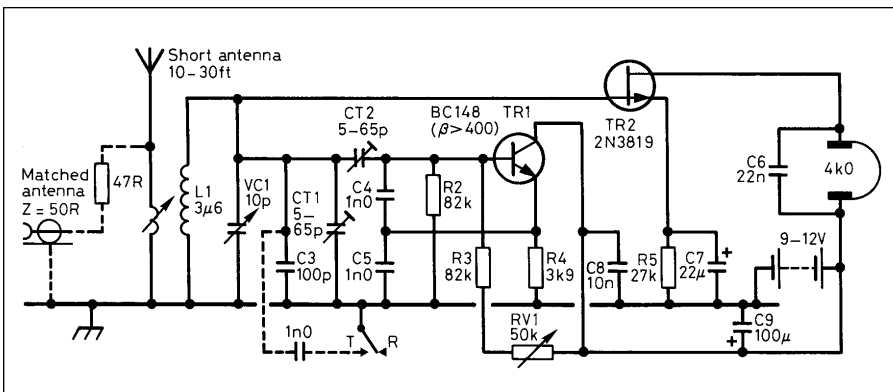 Short antenna
10–30ft
CT2
5–65p
BC148
(β>400)
TR1
TR2
2N3819
Matched
antenna
Z = 50R
47R
L1
3μ6
VC1
10p
CT1
5–
65p
C4
1n0
R2
82k
C6
22n
4k0
C3
100p
C5
1n0
R3
82k
R4
3k9
C8
10n
R5
27k
C7
22μ
+
9–12V
1n0
T
R
RV1
50k
C9
100μ
+